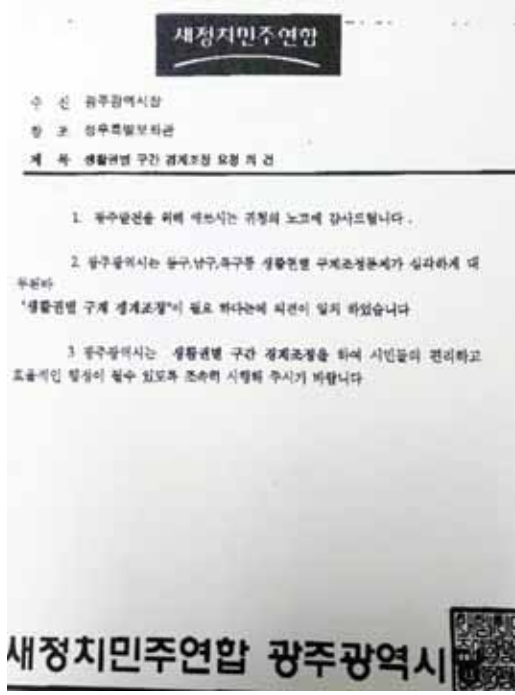 새정치민주연합
수 신 광주광역시장
참 조 정무특별보좌관
제 목 생활권별 구간 경계조정 요청 의 건
1. 광주발전을 위해 애쓰시는 귀청의 노고에 감사드립니다 .
2 광주광역시는 동구,남구,북구등 생활권별 구체조정문제가 심각하게 대
두된바
"생활권별 구체 경계조정"이 필요 하다는데 의견이 일치 하였습니다
3 광주광역시는 생활권별 구간 경계조정을 하여 시민들의 편리하고
효율적인 행정이 될수 있도록 조속히 시행해 주시기 바랍니다
새정치민주연합 광주광역시